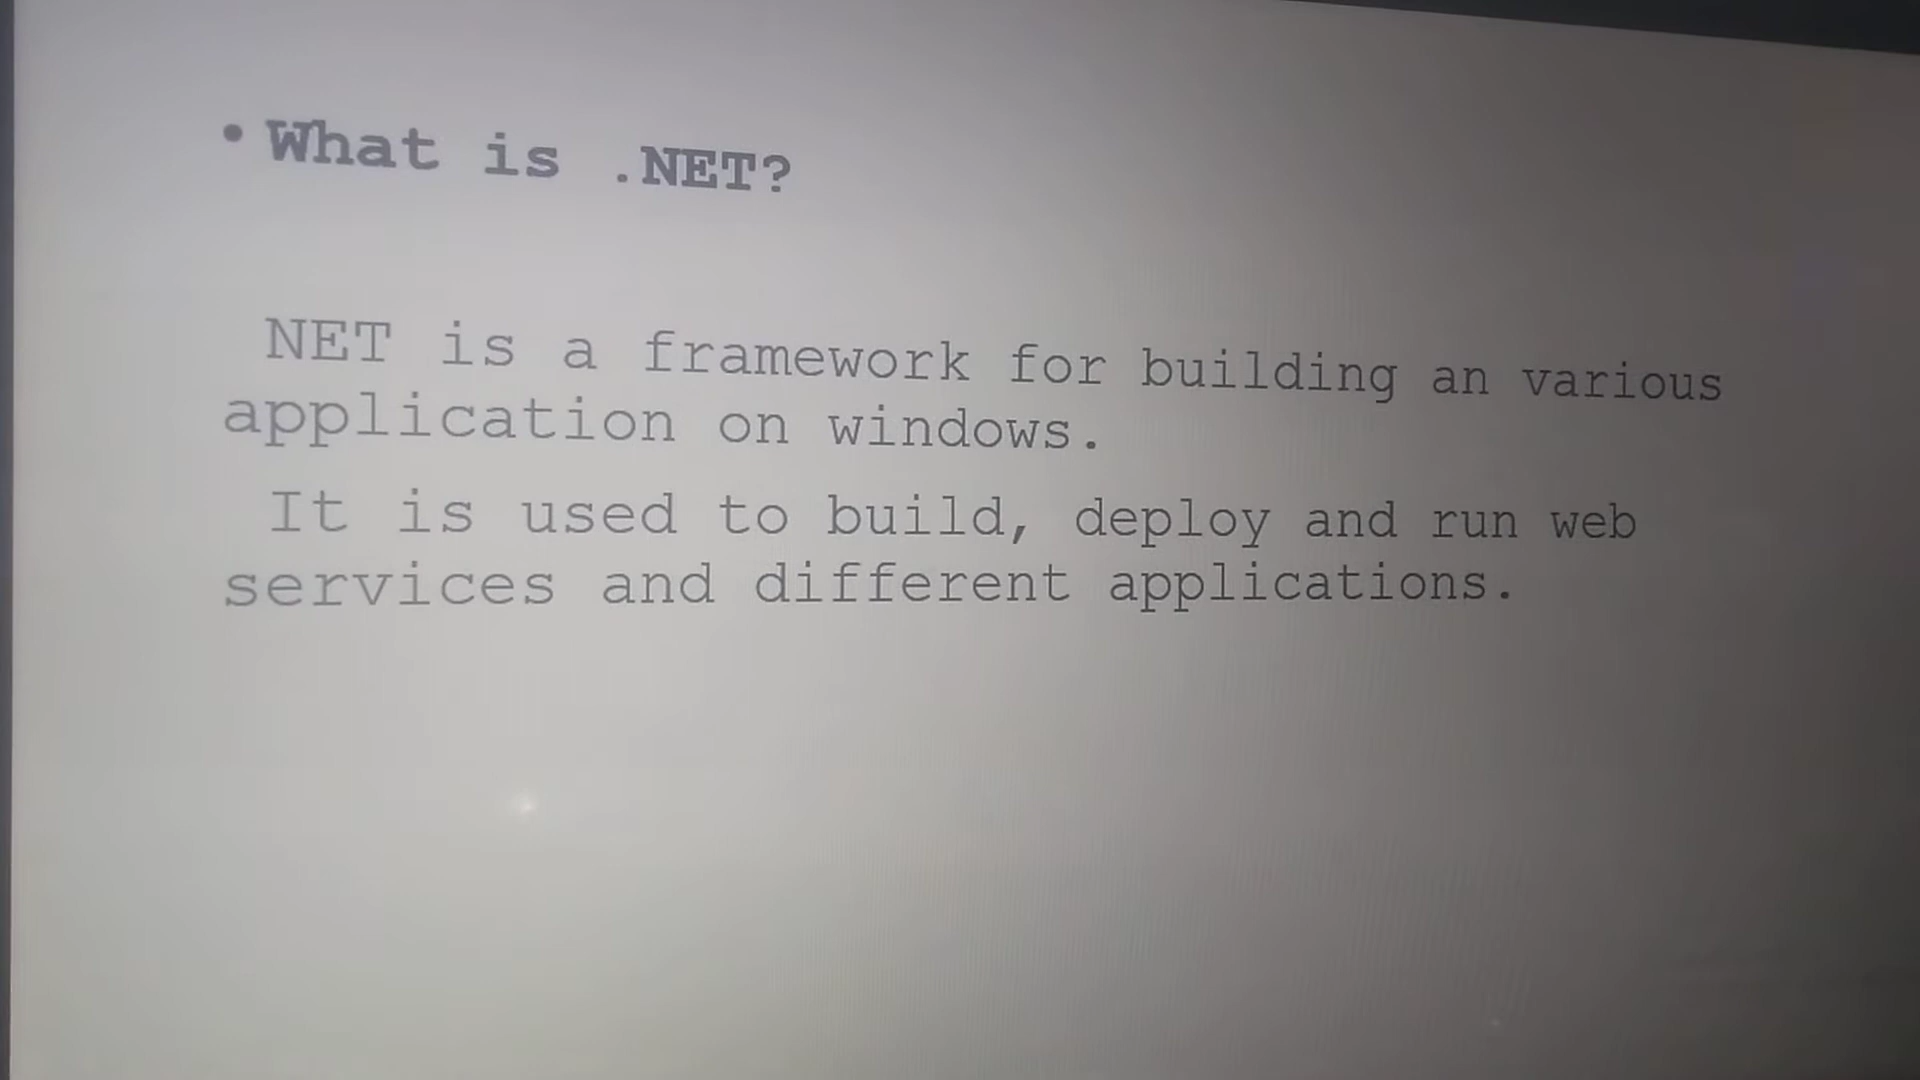 • What is .NET?
NET is a framework for building an various
application on windows.
It is used to build, deploy and run web
services and different applications.